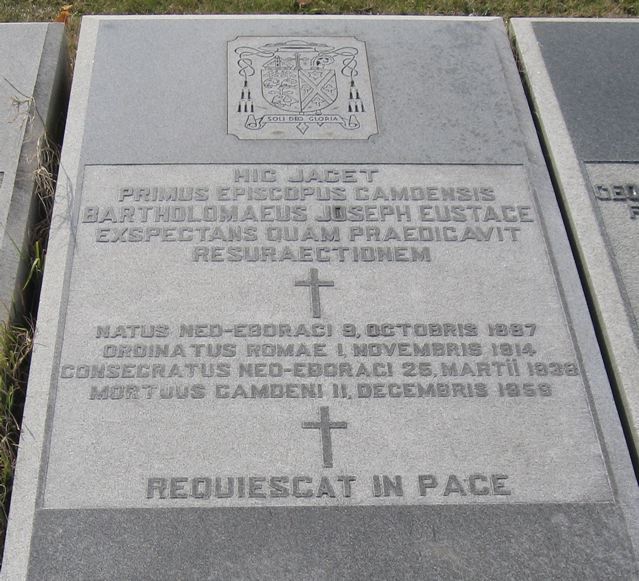 SOLI DEO GLORIA
HIC JACET
PRIMUS EPISCOPUS CAMDENSIS
BARTHOLOMAEUS JOSEPH EUSTACE
EXSPECTANS QUAM PRAEDICAVIT
RESURRECTIONEM
NATUS NEO-EBORACI 9, OCTOBRIS 1887
ORDINATUS ROMAE 1, NOVEMBRIS 1914
CONSECRATUS NEO-EBORACI 25, MARTII 1938
MORTUUS CAMDENI 11, DECEMBRIS 1956
REQUIESCAT IN PACE